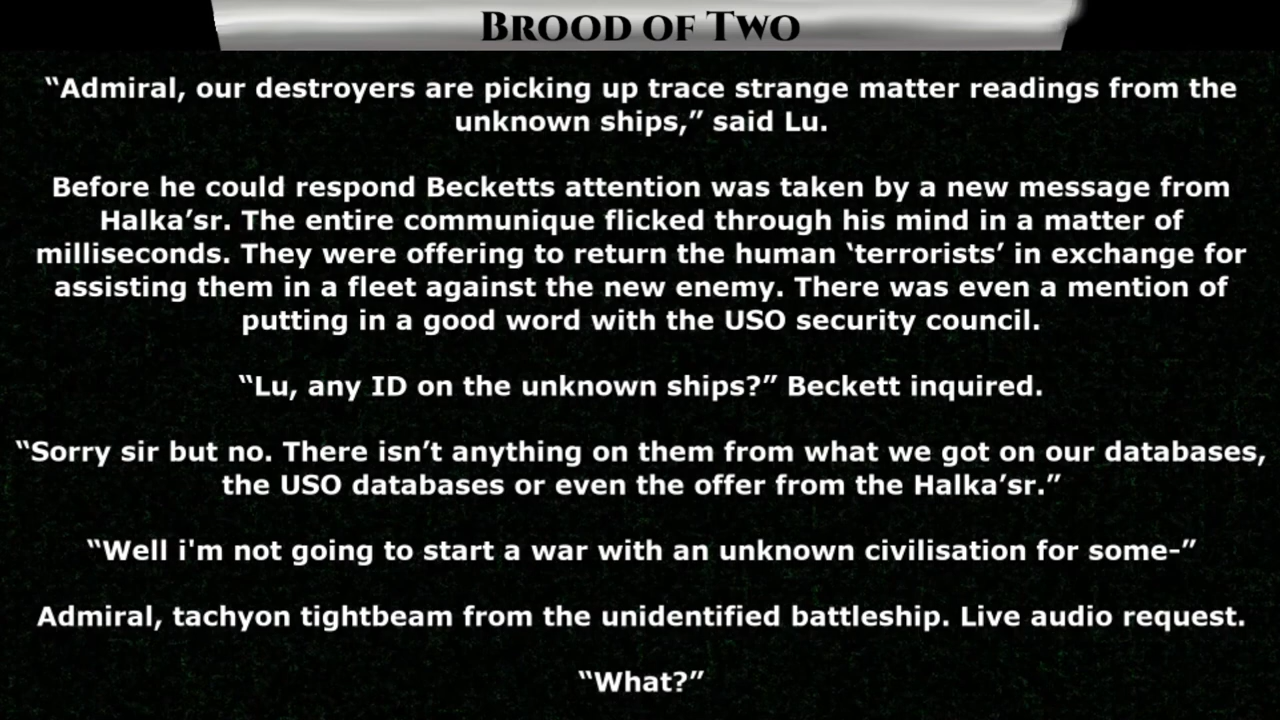 Brood of Two
“Admiral, our destroyers are picking up trace strange matter readings from the
unknown ships,” said Lu.
Before he could respond Becketts attention was taken by a new message from
Halka’sr. The entire communique flicked through his mind in a matter of
milliseconds. They were offering to return the human ‘terrorists’ in exchange for
assisting them in a fleet against the new enemy. There was even a mention of
putting in a good word with the USO security council.
“Lu, any ID on the unknown ships?” Beckett inquired.
“Sorry sir but no. There isn’t anything on them from what we got on our databases,
the USO databases or even the offer from the Halka’sr.”
“Well i'm not going to start a war with an unknown civilisation for some-”
Admiral, tachyon tightbeam from the unidentified battleship. Live audio request.
“What?”